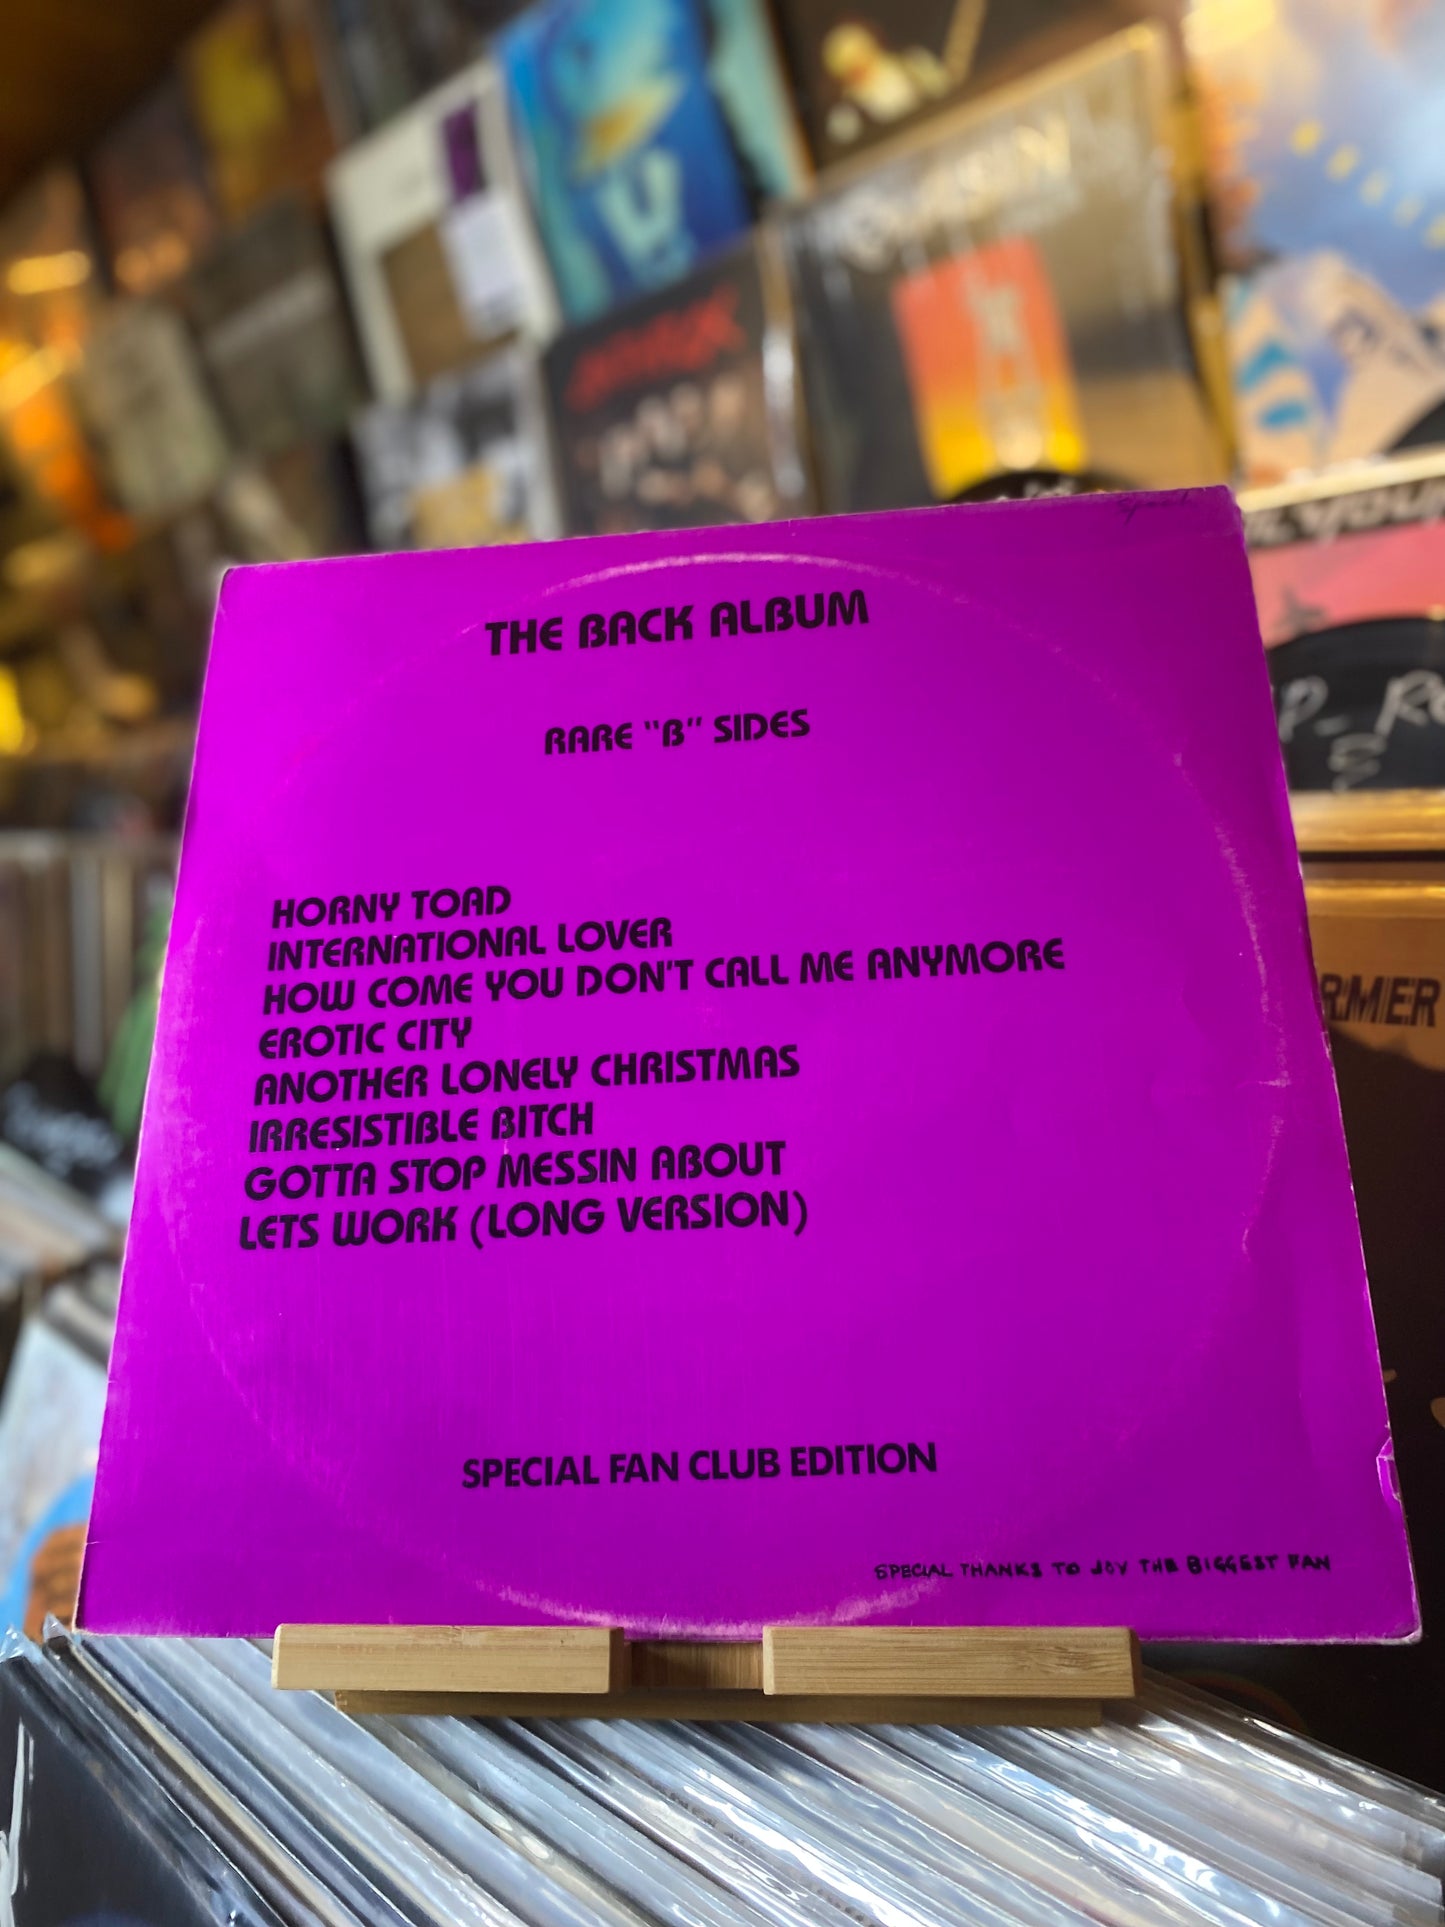 THE BACK ALBUM
RARE "B" SIDES
HORNY TOAD
INTERNATIONAL LOVER
HOW COME YOU DON'T CALL ME ANYMORE
EROTIC CITY
ANOTHER LONELY CHRISTMAS
IRRESISTIBLE BITCH
GOTTA STOP MESSIN ABOUT
LETS WORK (LONG VERSION)
SPECIAL FAN CLUB EDITION
SPECIAL THANKS TO JOY THE BIGGEST FAN
RMER